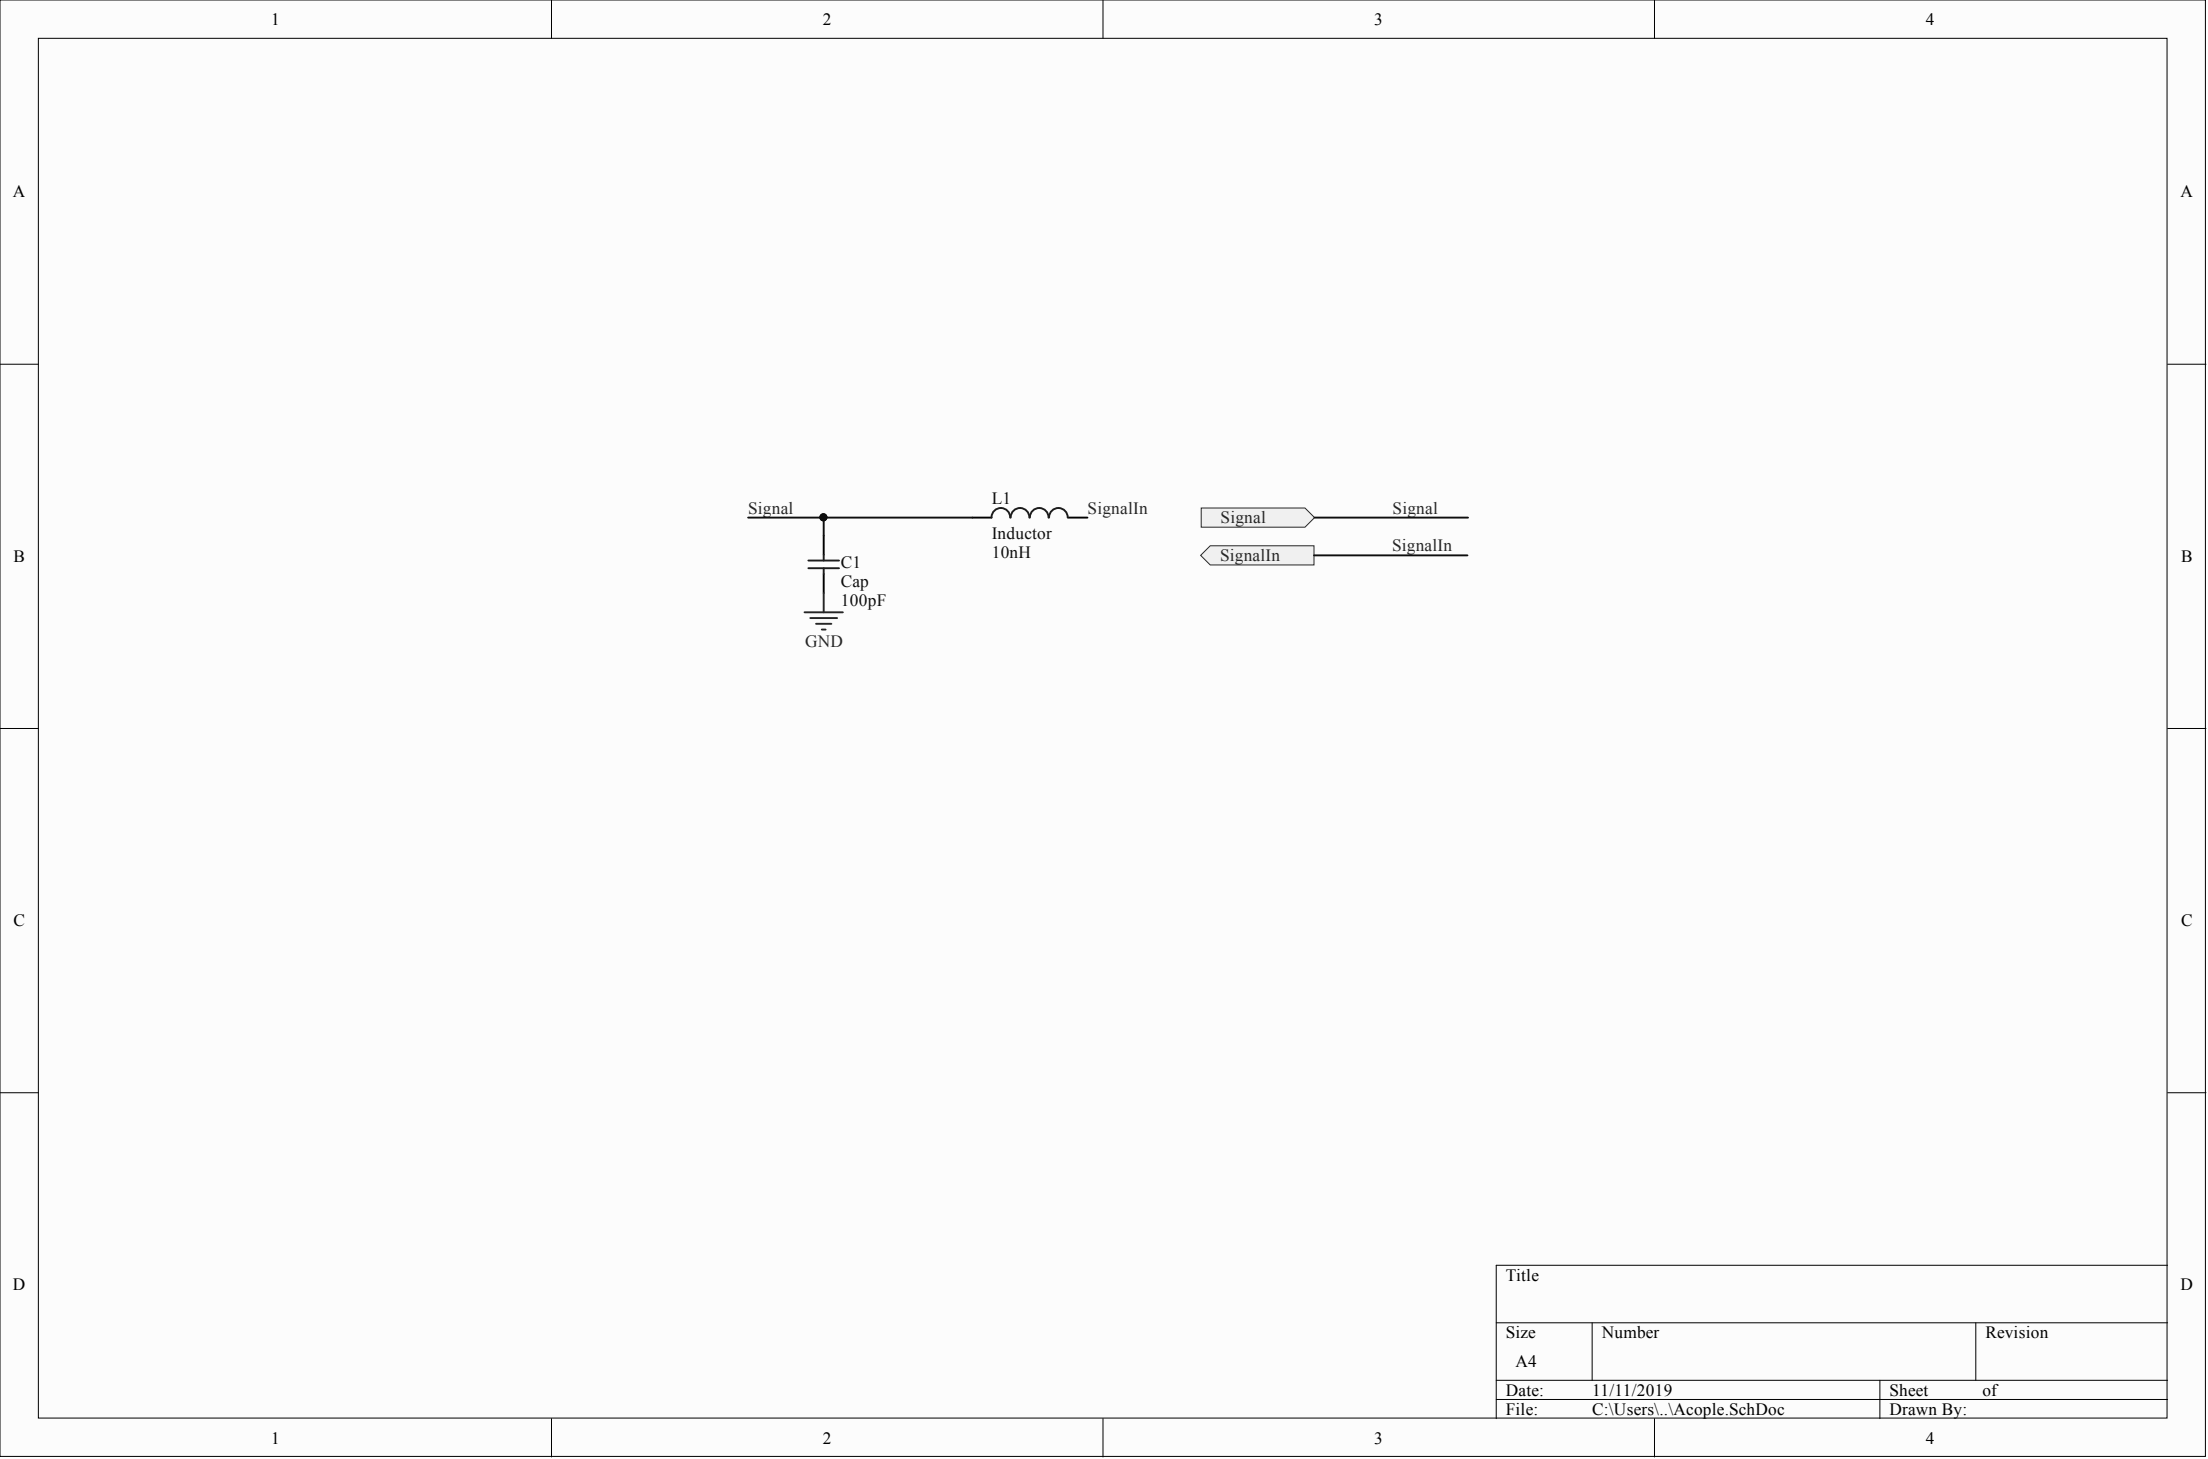 1 2 3 4
A A
Signal L1 SignalIn Signal Signal
Inductor
10nH
SignalIn SignalIn
B B
C1
Cap
100pF
GND
C C
D D
Title
Size Number Revision
A4
Date: 11/11/2019 Sheet of
File: C:\Users\..\Acople.SchDoc Drawn By:
1 2 3 4